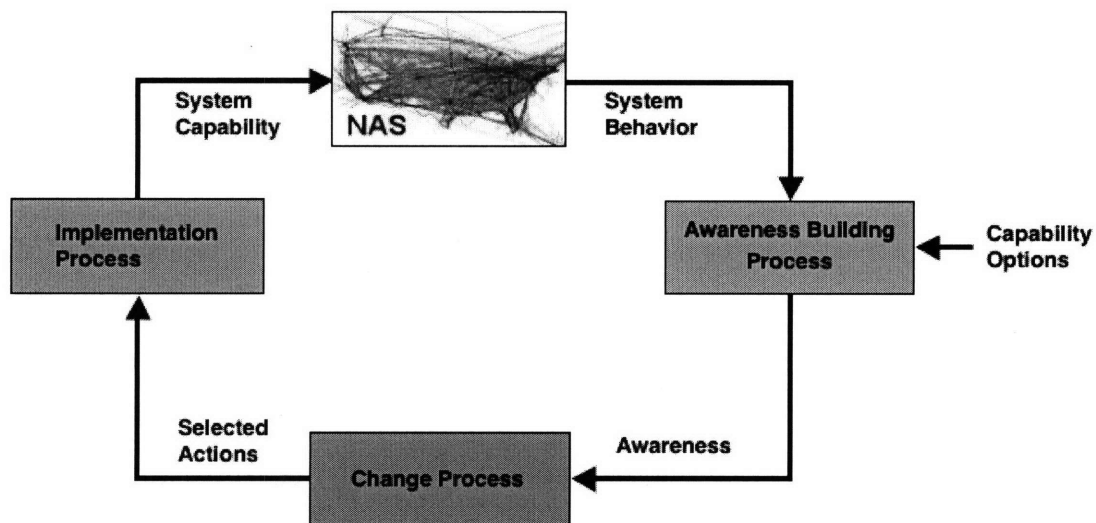 System
Capability
NAS
System
Behavior
Implementation
Process
Awareness Building
Process
Capability
Options
Selected
Actions
Change Process
Awareness